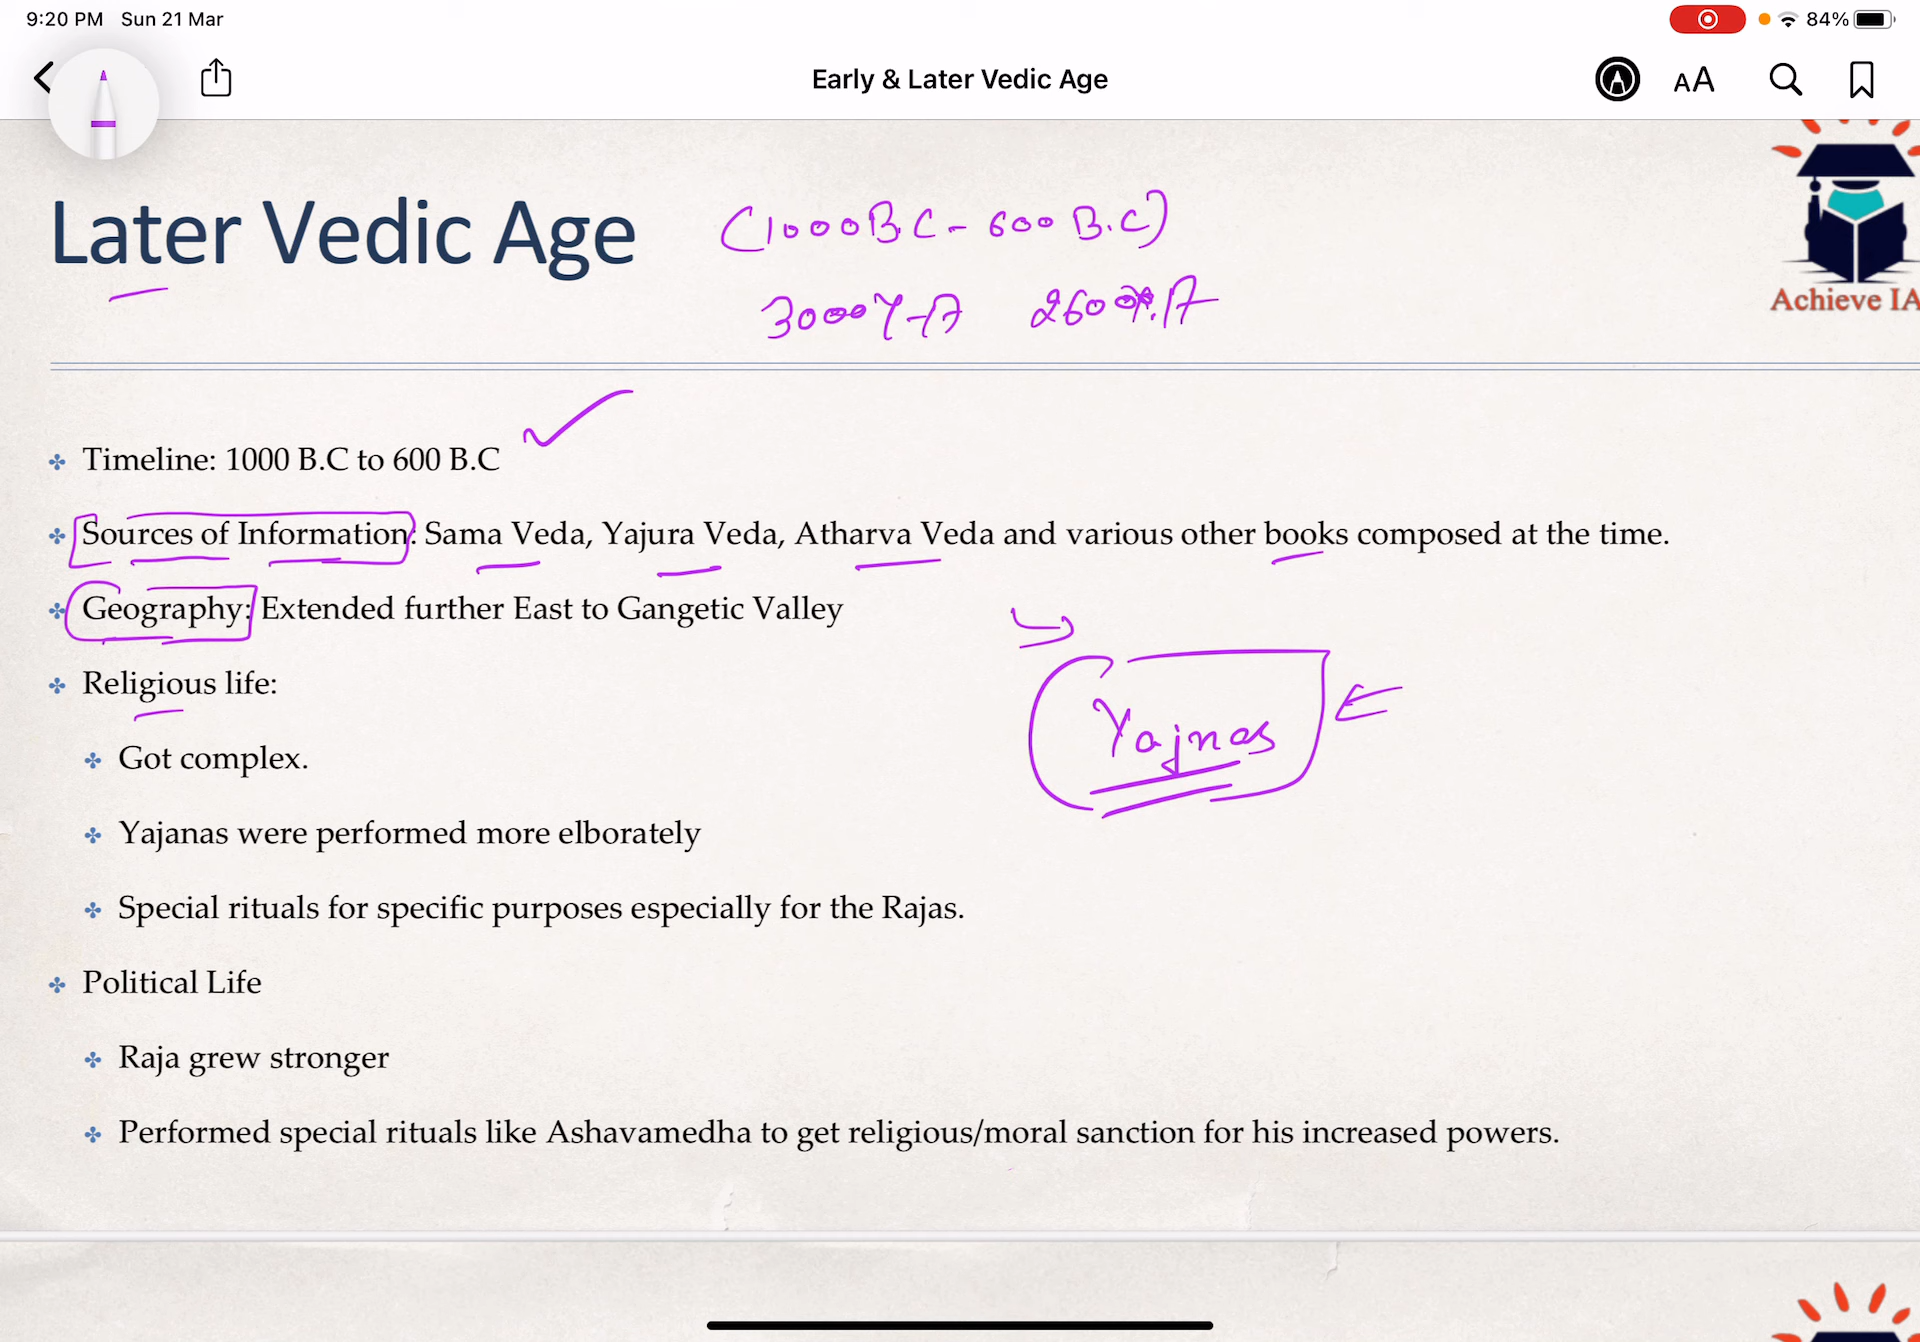 9:20 PM Sun 21 Mar
84%
Early & Later Vedic Age
AA
Later Vedic Age
(1000 B.C - 600 B.C)
3000 Y-A 2600 Y.A
Achieve IA
Timeline: 1000 B.C to 600 B.C
Sources of Information: Sama Veda, Yajura Veda, Atharva Veda and various other books composed at the time.
Geography: Extended further East to Gangetic Valley
Religious life:
Yajnas
Got complex.
Yajanas were performed more elborately
Special rituals for specific purposes especially for the Rajas.
Political Life
Raja grew stronger
Performed special rituals like Ashavamedha to get religious/moral sanction for his increased powers.